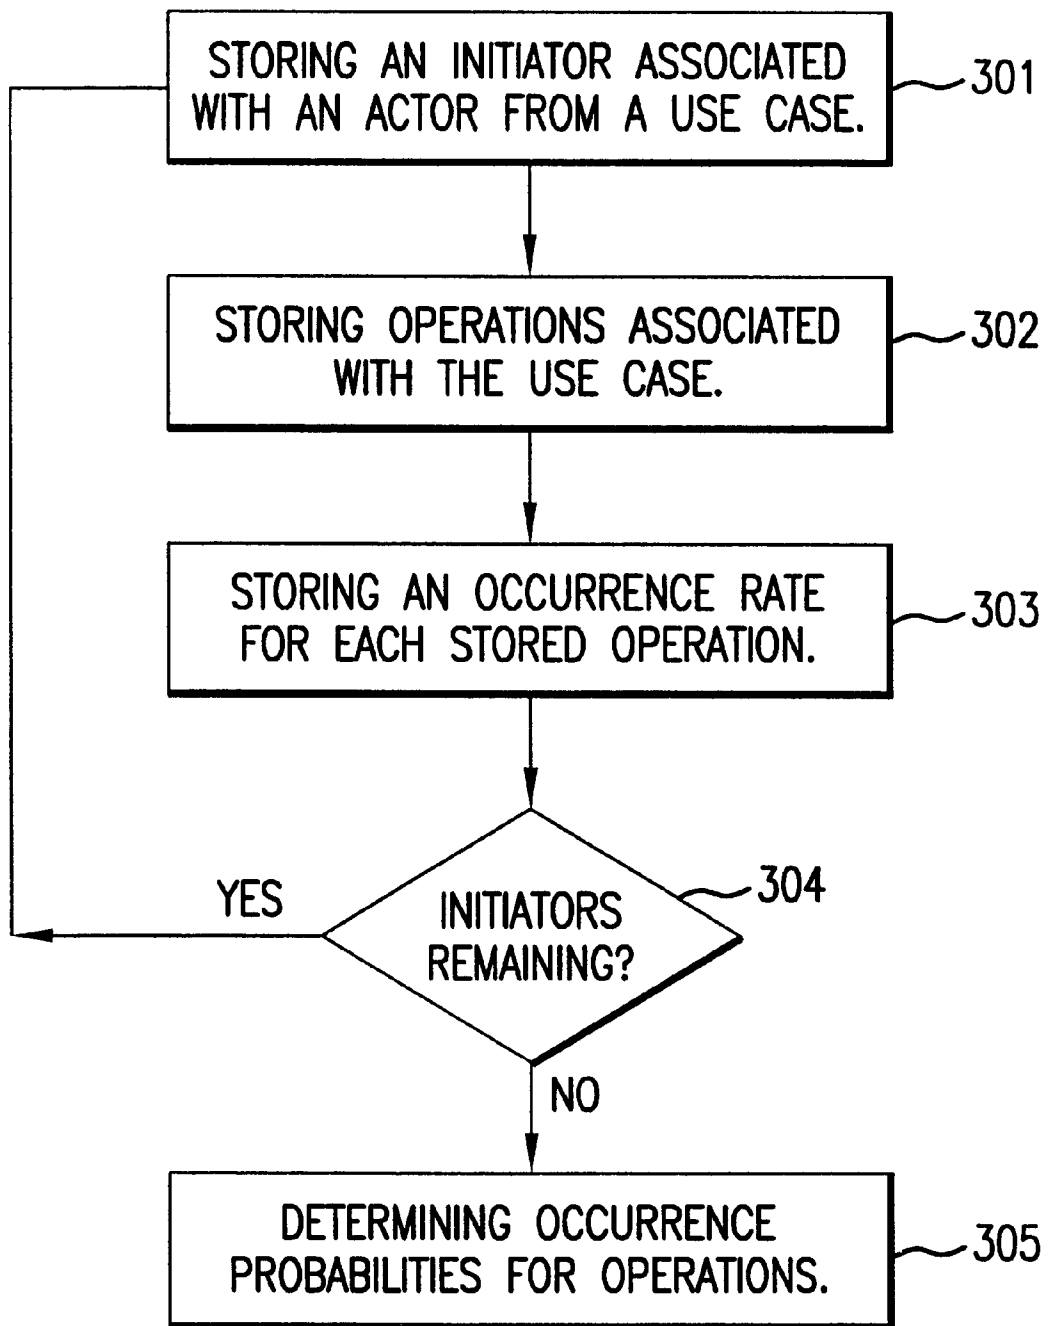 STORING AN INITIATOR ASSOCIATED
WITH AN ACTOR FROM A USE CASE.
301
STORING OPERATIONS ASSOCIATED
WITH THE USE CASE.
302
STORING AN OCCURRENCE RATE
FOR EACH STORED OPERATION.
303
INITIATORS
REMAINING?
304
YES
NO
DETERMINING OCCURRENCE
PROBABILITIES FOR OPERATIONS.
305